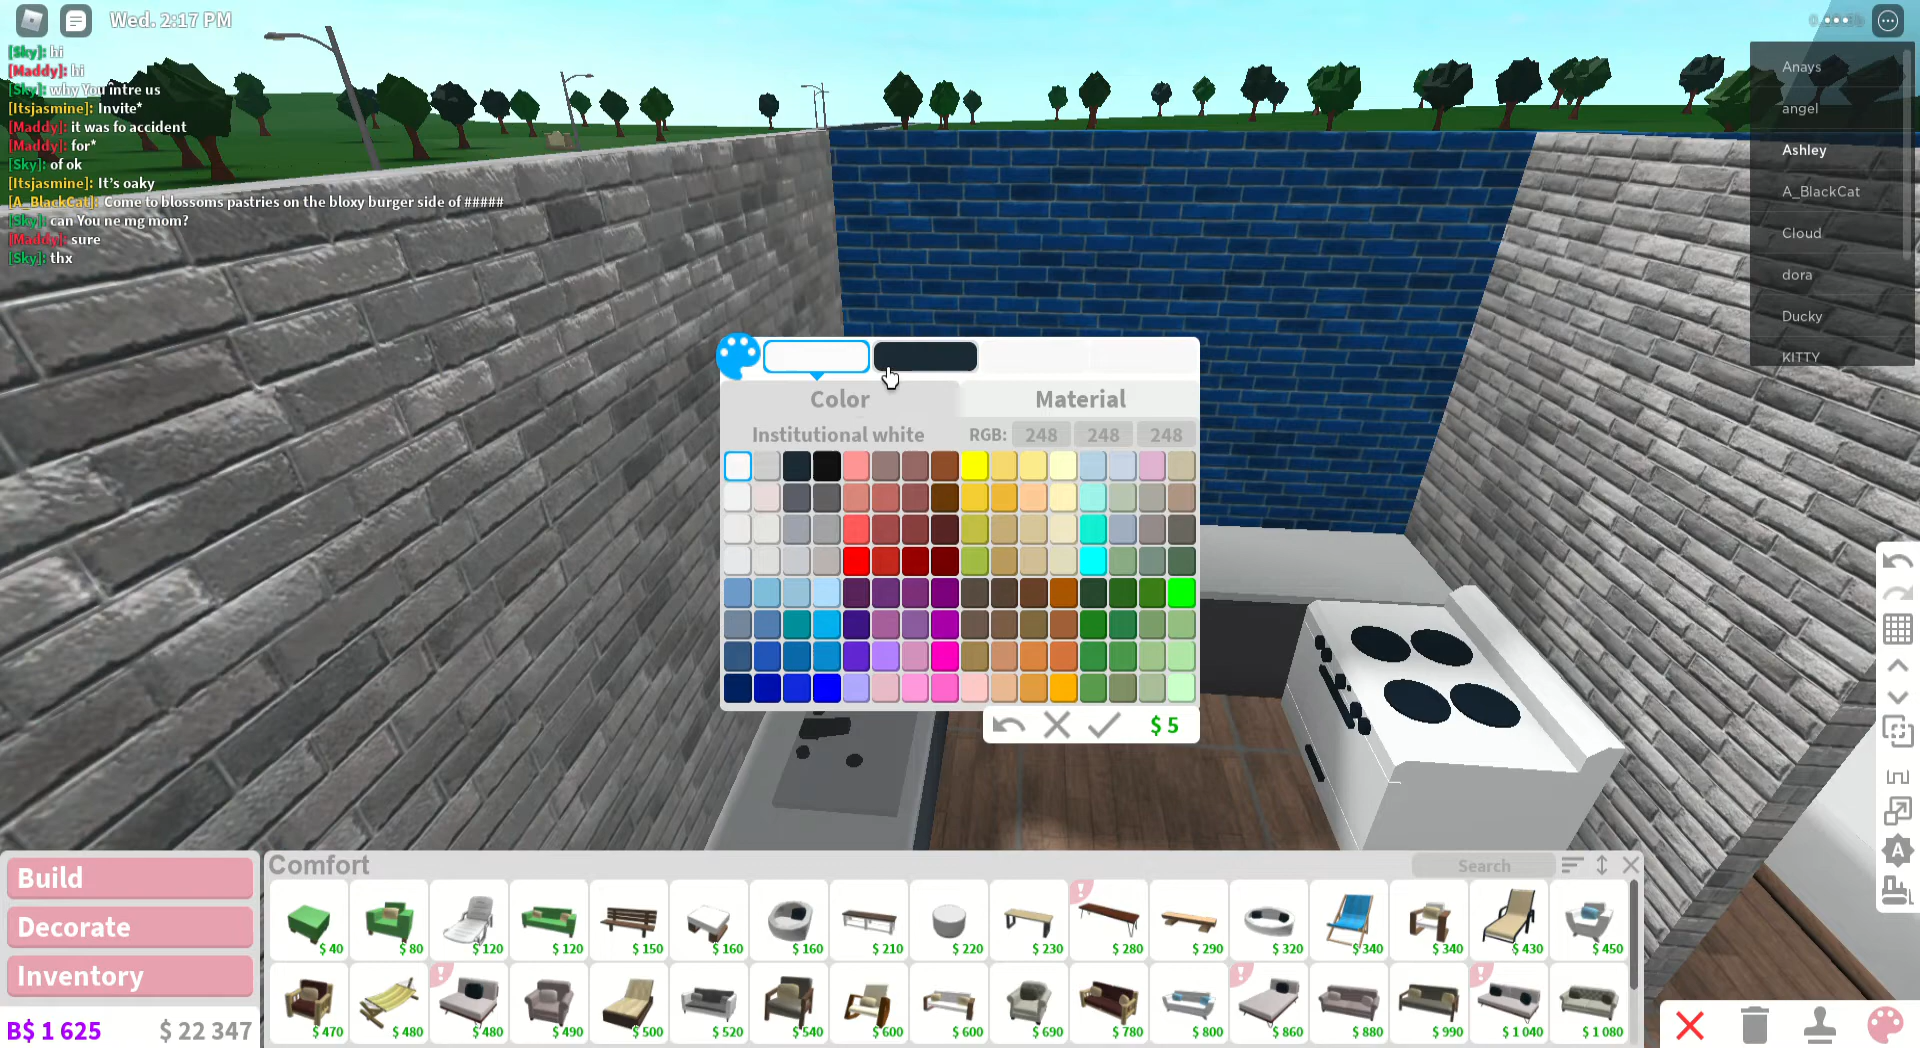 Wed. 2:17 PM
[Sky]: hi
[Maddy]: hi
[Sky]: why You intre us
[Itsjasmine]: Invite*
[Maddy]: it was fo accident
[Maddy]: for*
[Sky]: of ok
[Itsjasmine]: It's oaky
[A_BlackCat]: Come to blossoms pastries on the bloxy burger side of #####
[Sky]: can You ne mg mom?
[Maddy]: sure
[Sky]: thx
Anays
angel
Ashley
A_BlackCat
Cloud
dora
Ducky
KITTY
Color
Material
Institutional white
RGB: 248 248 248
$ 5
Build
Decorate
Inventory
B$ 1 625 $ 22 347
Comfort
Search
$ 40 $ 80 $ 120 $ 120 $ 150 $ 160 $ 160 $ 210 $ 220 $ 230 $ 280 $ 290 $ 320 $ 340 $ 340 $ 430 $ 450
$ 470 $ 480 $ 480 $ 490 $ 500 $ 520 $ 540 $ 600 $ 600 $ 690 $ 780 $ 800 $ 860 $ 880 $ 990 $ 1 040 $ 1 080
A